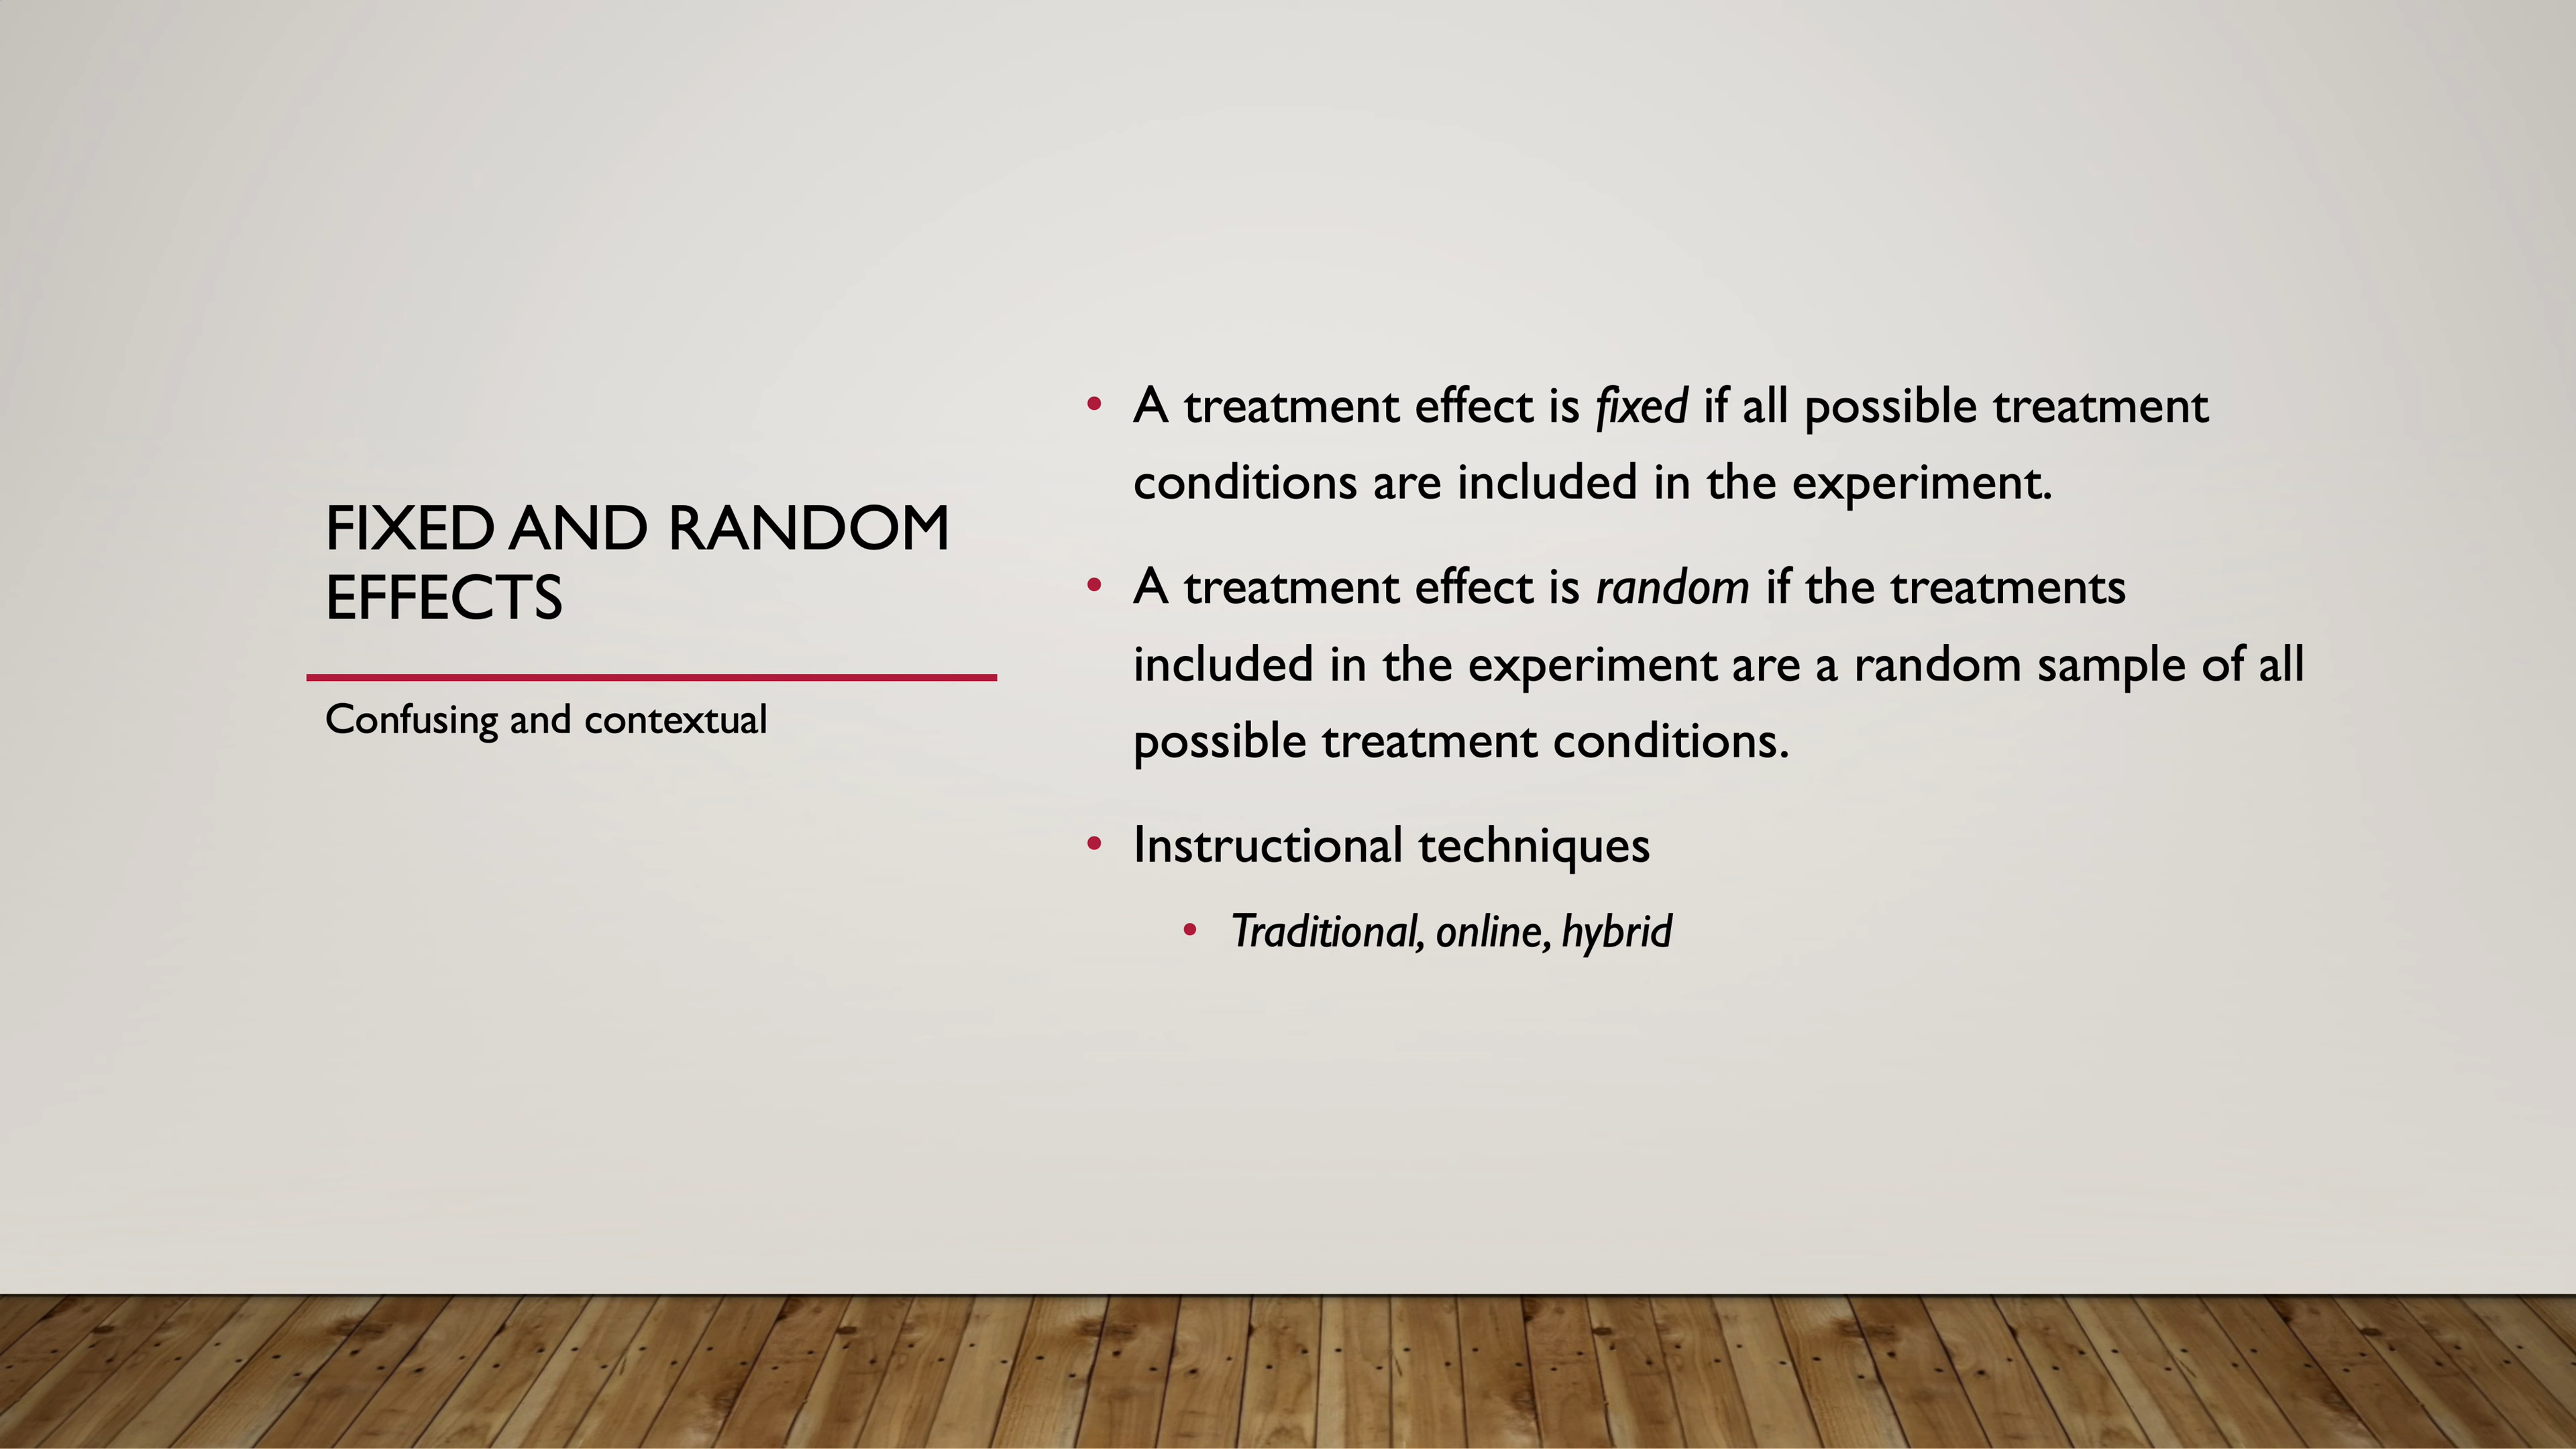 FIXED AND RANDOM
EFFECTS
Confusing and contextual
• A treatment effect is fixed if all possible treatment
conditions are included in the experiment.
• A treatment effect is random if the treatments
included in the experiment are a random sample of all
possible treatment conditions.
• Instructional techniques
• Traditional, online, hybrid